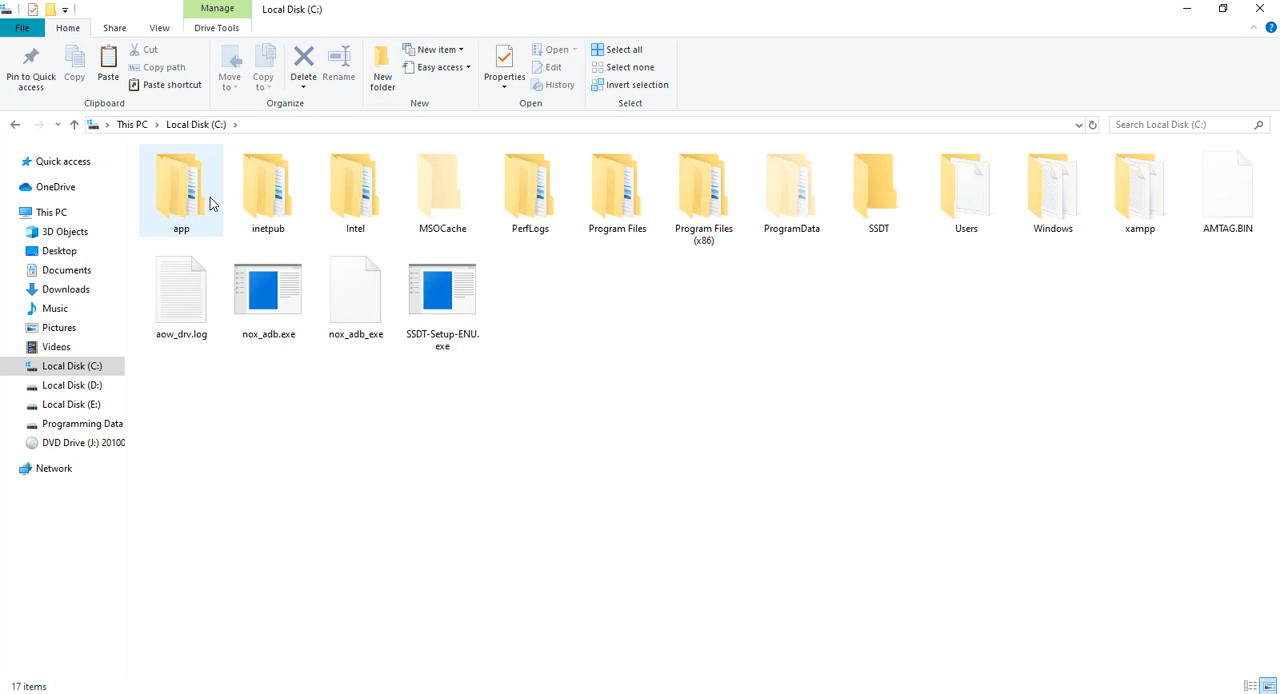 Manage
Local Disk (C:)
File
Home
Share
View
Drive Tools
Pin to Quick access
Copy
Paste
Cut
Copy path
Paste shortcut
Clipboard
Move to
Copy to
Delete
Rename
Organize
New folder
New item
Easy access
New
Properties
Open
Edit
History
Open
Select all
Select none
Invert selection
Select
This PC
Local Disk (C:)
Search Local Disk (C:)
Quick access
OneDrive
This PC
3D Objects
Desktop
Documents
Downloads
Music
Pictures
Videos
Local Disk (C:)
Local Disk (D:)
Local Disk (E:)
Programming Data
DVD Drive (J:) 20100
Network
app
inetpub
Intel
MSOCache
PerfLogs
Program Files
Program Files
(x86)
ProgramData
SSDT
Users
Windows
xampp
AMTAG.BIN
aow_drv.log
nox_adb.exe
nox_adb_exe
SSDT-Setup-ENU.
exe
17 items